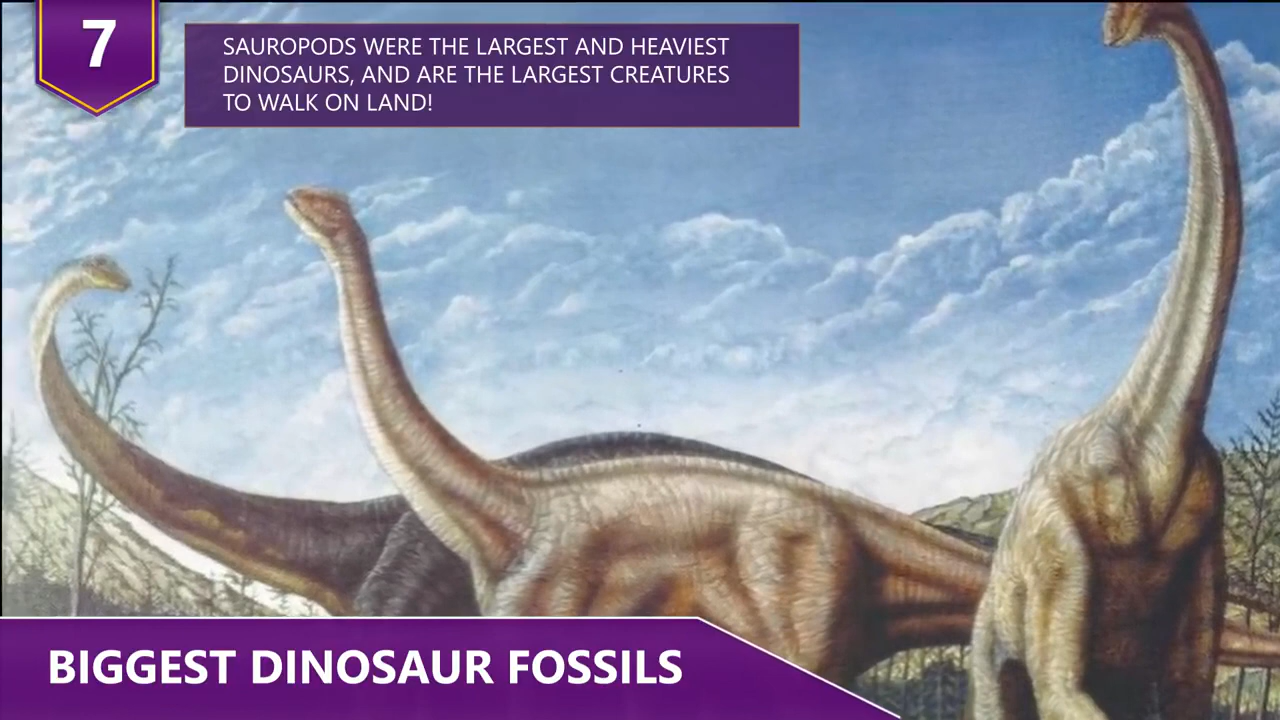 7
SAUROPODS WERE THE LARGEST AND HEAVIEST
DINOSAURS, AND ARE THE LARGEST CREATURES
TO WALK ON LAND!
BIGGEST DINOSAUR FOSSILS